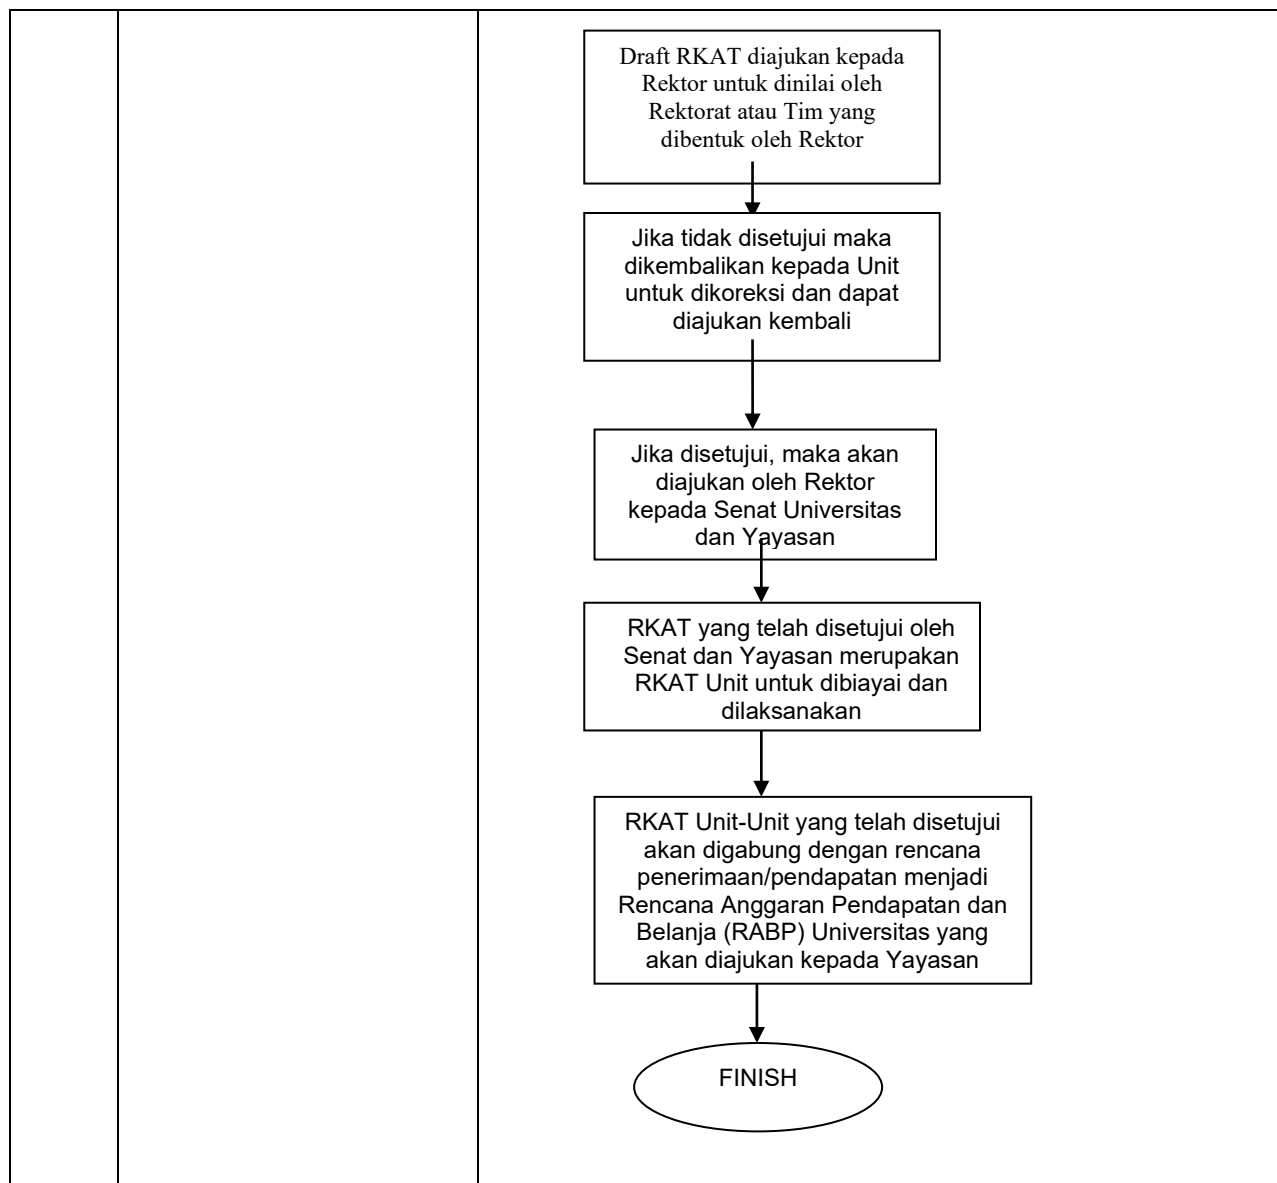 Draft RKAT diajukan kepada
Rektor untuk dinilai oleh
Rektorat atau Tim yang
dibentuk oleh Rektor
Jika tidak disetujui maka
dikembalikan kepada Unit
untuk dikoreksi dan dapat
diajukan kembali
Jika disetujui, maka akan
diajukan oleh Rektor
kepada Senat Universitas
dan Yayasan
RKAT yang telah disetujui oleh
Senat dan Yayasan merupakan
RKAT Unit untuk dibiayai dan
dilaksanakan
RKAT Unit-Unit yang telah disetujui
akan digabung dengan rencana
penerimaan/pendapatan menjadi
Rencana Anggaran Pendapatan dan
Belanja (RABP) Universitas yang
akan diajukan kepada Yayasan
FINISH